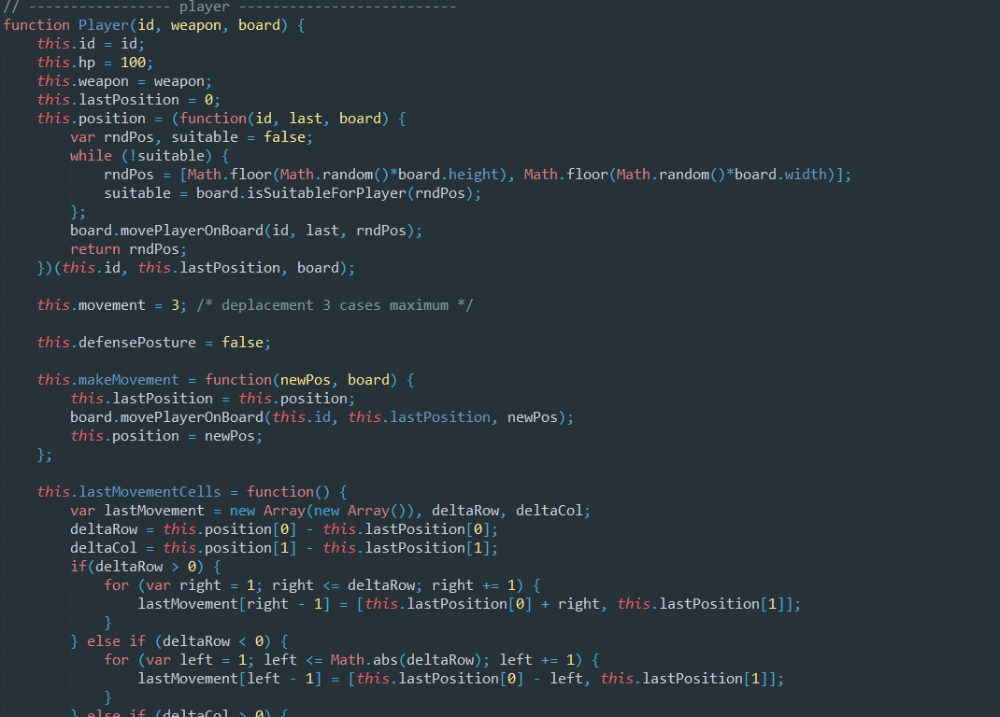 // ----------------- player --------------------------
function Player(id, weapon, board) {
    this.id = id;
    this.hp = 100;
    this.weapon = weapon;
    this.lastPosition = 0;
    this.position = (function(id, last, board) {
        var rndPos, suitable = false;
        while (!suitable) {
            rndPos = [Math.floor(Math.random()*board.height), Math.floor(Math.random()*board.width)];
            suitable = board.isSuitableForPlayer(rndPos);
        };
        board.movePlayerOnBoard(id, last, rndPos);
        return rndPos;
    })(this.id, this.lastPosition, board);

    this.movement = 3; /* deplacement 3 cases maximum */

    this.defensePosture = false;

    this.makeMovement = function(newPos, board) {
        this.lastPosition = this.position;
        board.movePlayerOnBoard(this.id, this.lastPosition, newPos);
        this.position = newPos;
    };

    this.lastMovementCells = function() {
        var lastMovement = new Array(new Array()), deltaRow, deltaCol;
        deltaRow = this.position[0] - this.lastPosition[0];
        deltaCol = this.position[1] - this.lastPosition[1];
        if(deltaRow > 0) {
            for (var right = 1; right <= deltaRow; right += 1) {
                lastMovement[right - 1] = [this.lastPosition[0] + right, this.lastPosition[1]];
            }
        } else if (deltaRow < 0) {
            for (var left = 1; left <= Math.abs(deltaRow); left += 1) {
                lastMovement[left - 1] = [this.lastPosition[0] - left, this.lastPosition[1]];
            }
        } else if (deltaCol > 0) {